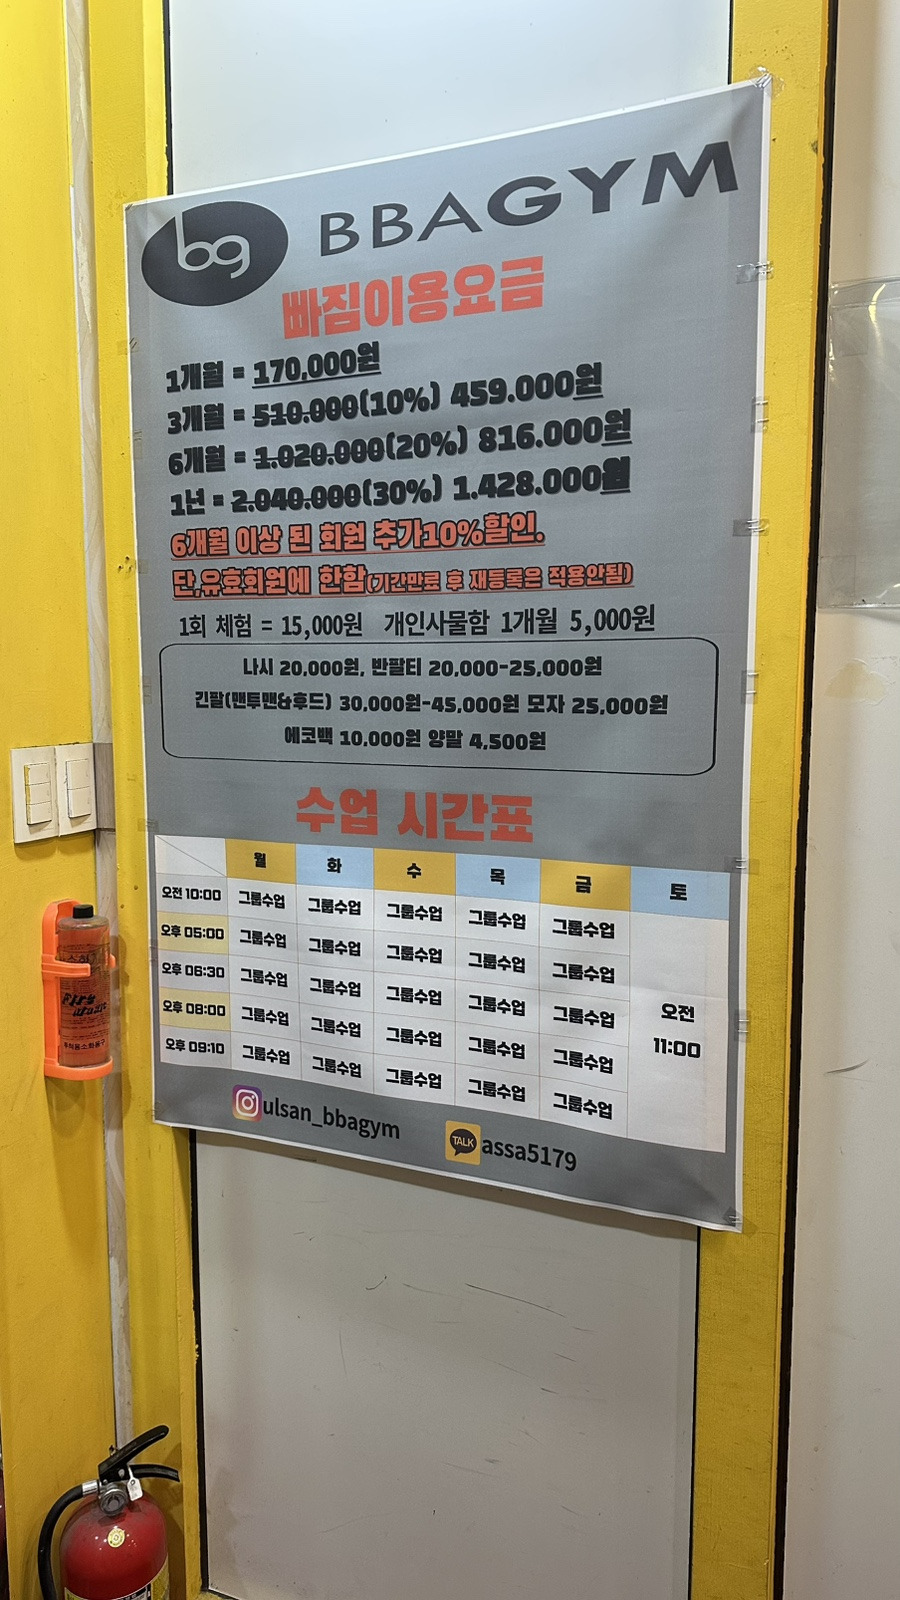 bg BBAGYM
빠짐이용요금
1개월 = 170,000원
3개월 = 510.000(10%) 459.000원
6개월 = 1.020.000(20%) 816.000원
1년 = 2.040.000(30%) 1.428.000원
6개월 이상 된 회원 추가10%할인.
단,유효회원에 한함(기간만료 후 재등록은 적용안됨)
1회 체험 = 15,000원 개인사물함 1개월 5,000원
나시 20,000원, 반팔티 20,000-25,000원
긴팔(맨투맨&후드) 30,000원-45,000원 모자 25,000원
에코백 10,000원 양말 4,500원
수업 시간표
월 화 수 목 금 토
오전 10:00 그룹수업 그룹수업 그룹수업 그룹수업 그룹수업
오후 05:00 그룹수업 그룹수업 그룹수업 그룹수업 그룹수업
오후 06:30 그룹수업 그룹수업 그룹수업 그룹수업 그룹수업
오후 08:00 그룹수업 그룹수업 그룹수업 그룹수업 그룹수업
오후 09:10 그룹수업 그룹수업 그룹수업 그룹수업 그룹수업
오전
11:00
ulsan_bbagym TALK assa5179